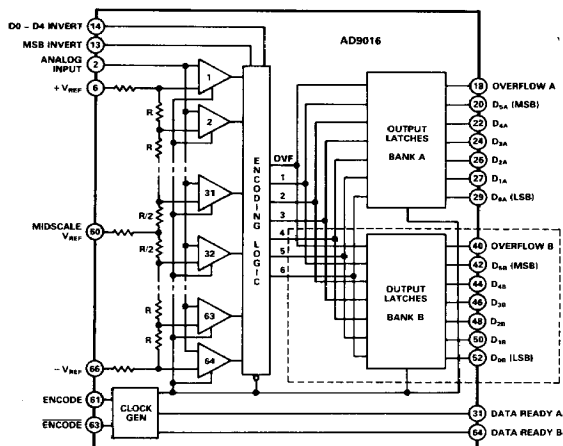 D0 – D4 INVERT 14
MSB INVERT 13
AD9016
ANALOG INPUT 2
+ VREF 6
R
R
R/2
MIDSCALE VREF 60
R/2
R
R
– VREF 66
ENCODE 61
ENCODE 63
CLOCK GEN
1
2
31
32
63
64
ENCODING LOGIC
OVF
1
2
3
4
5
6
OUTPUT LATCHES
BANK A
18 OVERFLOW A
20 D5A (MSB)
22 D4A
24 D3A
26 D2A
27 D1A
29 D0A (LSB)
OUTPUT LATCHES
BANK B
40 OVERFLOW B
42 D5B (MSB)
44 D4B
46 D3B
48 D2B
50 D1B
52 D0B (LSB)
31 DATA READY A
64 DATA READY B